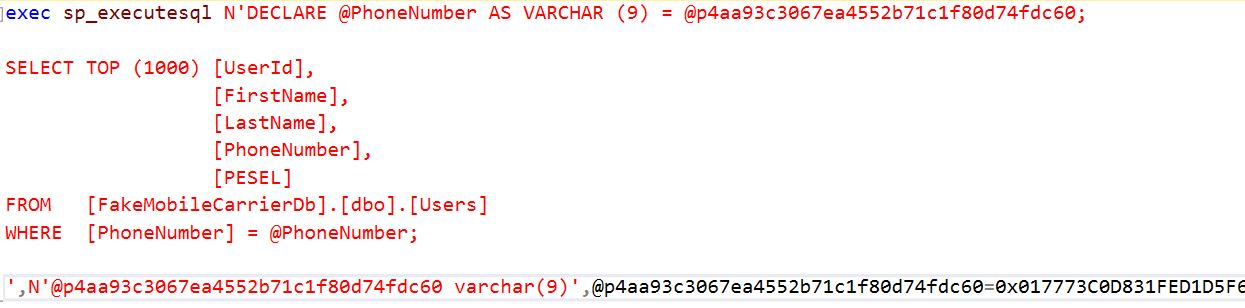 exec sp_executesql N'DECLARE @PhoneNumber AS VARCHAR (9) = @p4aa93c3067ea4552b71c1f80d74fdc60;
SELECT TOP (1000) [UserId],
[FirstName],
[LastName],
[PhoneNumber],
[PESEL]
FROM [FakeMobileCarrierDb].[dbo].[Users]
WHERE [PhoneNumber] = @PhoneNumber;
',N'@p4aa93c3067ea4552b71c1f80d74fdc60 varchar(9)',@p4aa93c3067ea4552b71c1f80d74fdc60=0x017773C0D831FED1D5F6